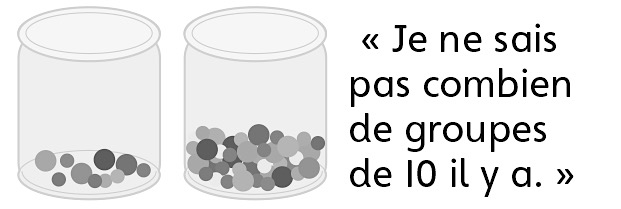 « Je ne sais
pas combien
de groupes
de 10 il y a. »